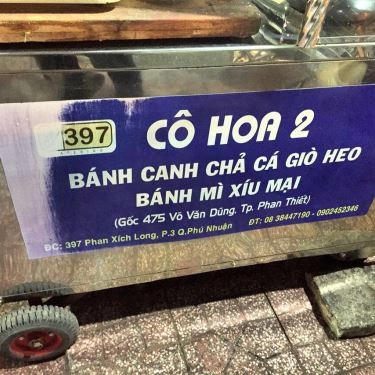 397
CÔ HOA 2
BÁNH CANH CHẢ CÁ GIÒ HEO
BÁNH MÌ XÍU MẠI
(Gốc 475 Võ Văn Dũng. Tp. Phan Thiết)
ĐC: 397 Phan Xích Long, P.3 Q.Phú Nhuận ĐT: 08 38447190 - 0902452346